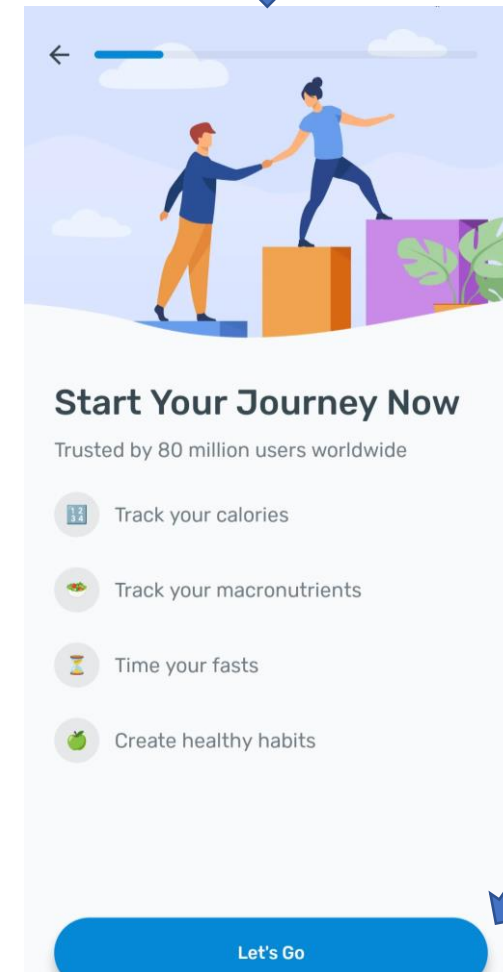 Start Your Journey Now
Trusted by 80 million users worldwide
Track your calories
Track your macronutrients
Time your fasts
Create healthy habits
Let's Go